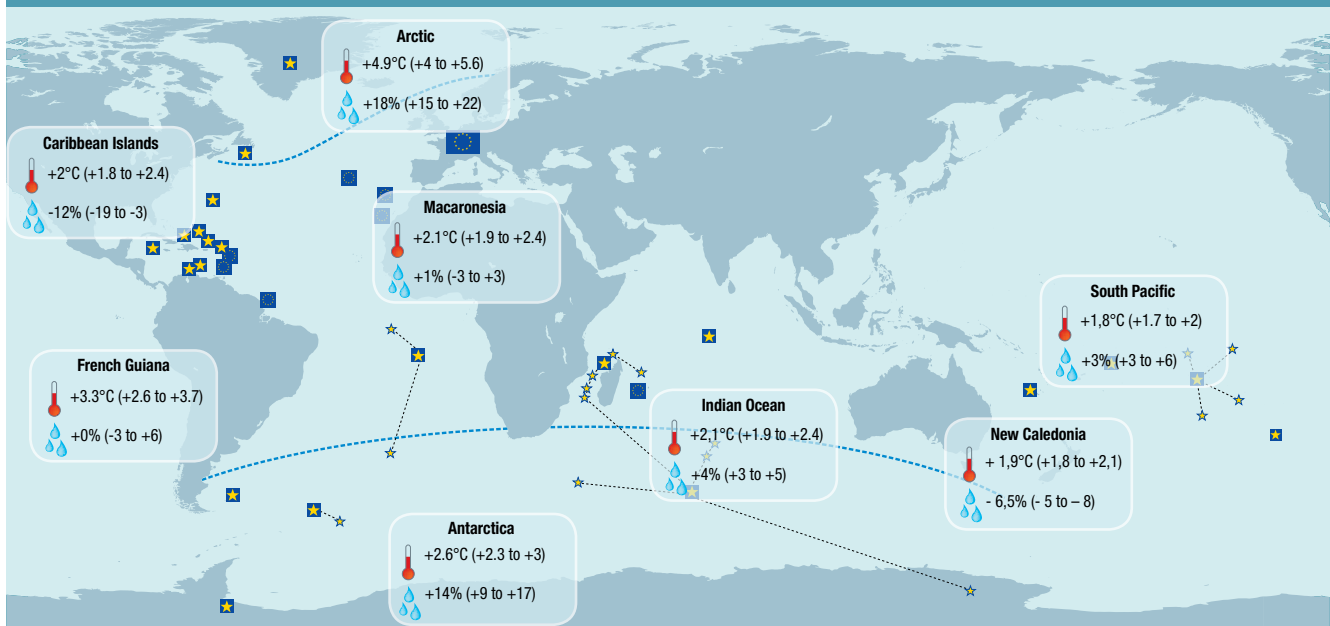 Arctic
+4.9°C (+4 to +5.6)
+18% (+15 to +22)
Caribbean Islands
+2°C (+1.8 to +2.4)
-12% (-19 to -3)
Macaronesia
+2.1°C (+1.9 to +2.4)
+1% (-3 to +3)
South Pacific
+1,8°C (+1.7 to +2)
+3% (+3 to +6)
French Guiana
+3.3°C (+2.6 to +3.7)
+0% (-3 to +6)
Indian Ocean
+2,1°C (+1.9 to +2.4)
+4% (+3 to +5)
New Caledonia
+ 1,9°C (+1,8 to +2,1)
- 6,5% (- 5 to – 8)
Antarctica
+2.6°C (+2.3 to +3)
+14% (+9 to +17)